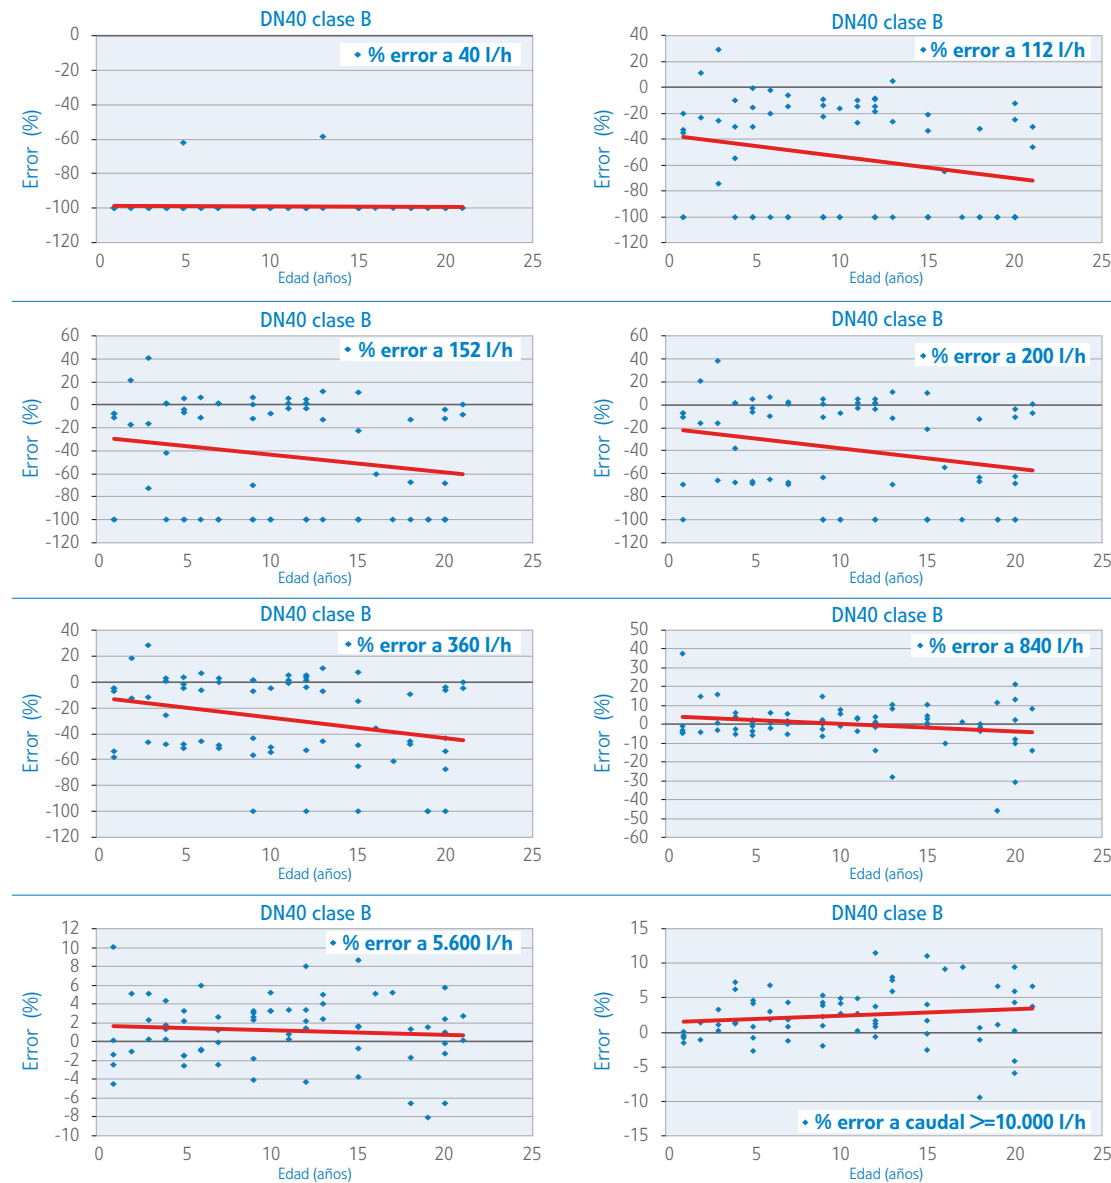 DN40 clase B
% error a 40 l/h
Error (%)
0
-20
-40
-60
-80
-100
-120
0 5 10 15 20 25
Edad (años)
DN40 clase B
% error a 112 l/h
Error (%)
40
20
0
-20
-40
-60
-80
-100
-120
0 5 10 15 20 25
Edad (años)
DN40 clase B
% error a 152 l/h
Error (%)
60
40
20
0
-20
-40
-60
-80
-100
-120
0 5 10 15 20 25
Edad (años)
DN40 clase B
% error a 200 l/h
Error (%)
60
40
20
0
-20
-40
-60
-80
-100
-120
0 5 10 15 20 25
Edad (años)
DN40 clase B
% error a 360 l/h
Error (%)
40
20
0
-20
-40
-60
-80
-100
-120
0 5 10 15 20 25
Edad (años)
DN40 clase B
% error a 840 l/h
Error (%)
50
40
30
20
10
0
-10
-20
-30
-40
-50
-60
0 5 10 15 20 25
Edad (años)
DN40 clase B
% error a 5.600 l/h
Error (%)
12
10
8
6
4
2
0
-2
-4
-6
-8
-10
0 5 10 15 20 25
Edad (años)
DN40 clase B
% error a caudal >=10.000 l/h
Error (%)
15
10
5
0
-5
-10
-15
0 5 10 15 20 25
Edad (años)